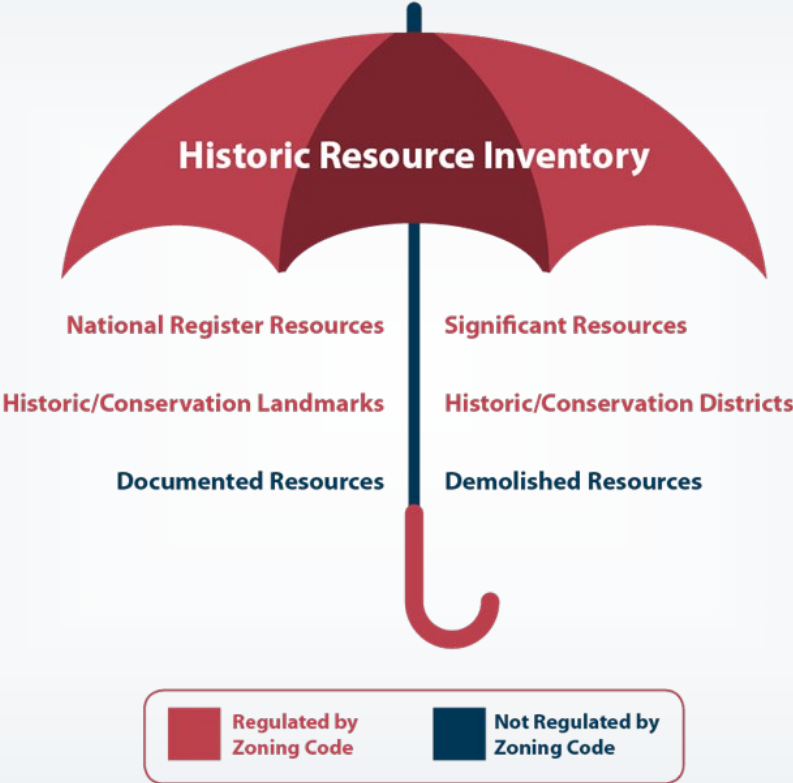 Historic Resource Inventory
National Register Resources
Significant Resources
Historic/Conservation Landmarks
Historic/Conservation Districts
Documented Resources
Demolished Resources
Regulated by
Zoning Code
Not Regulated by
Zoning Code